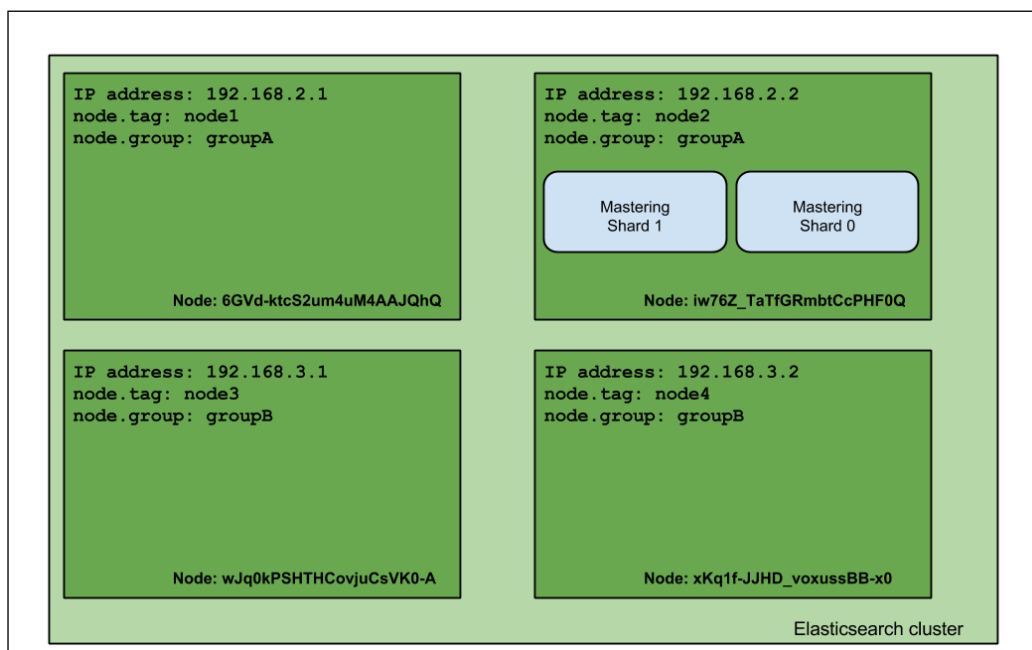 IP address: 192.168.2.1
node.tag: node1
node.group: groupA
Node: 6GVd-ktcS2um4uM4AAJQhQ
IP address: 192.168.2.2
node.tag: node2
node.group: groupA
Mastering
Shard 1
Mastering
Shard 0
Node: iw76Z_TaTfGRmbtCcPHF0Q
IP address: 192.168.3.1
node.tag: node3
node.group: groupB
Node: wJq0kPSHTHCovjuCsVK0-A
IP address: 192.168.3.2
node.tag: node4
node.group: groupB
Node: xKq1f-JJHD_voxussBB-x0
Elasticsearch cluster